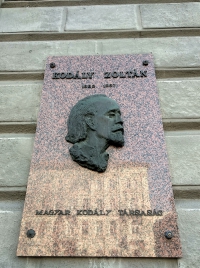 KODÁLY ZOLTÁN
1882 1967
MAGYAR KODÁLY TÁRSASÁG